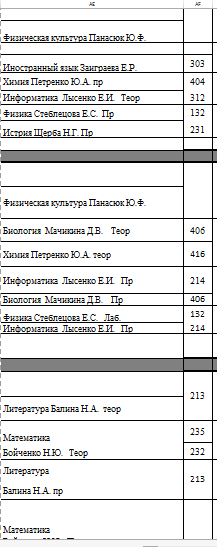 AE AF
Физическая культура Панасюк Ю.Ф.
Иностранный язык Заиграева Е.Р. 303
Химия Петренко Ю.А. пр 404
Информатика Лысенко Е.И. Теор 312
Физика Стеблецова Е.С. Пр 132
Истрия Щерба Н.Г. Пр 231
Физическая культура Панасюк Ю.Ф.
Биология Мачикина Д.В. Теор 406
Химия Петренко Ю.А. теор 416
Информатика Лысенко Е.И. Пр 214
Биология Мачикина Д.В. Пр 406
Физика Стеблецова Е.С. Лаб. 132
Информатика Лысенко Е.И. Пр 214
213
Литература Балина Н.А. теор
Математика 235
Бойченко Н.Ю. Теор 232
Литература
213
Балина Н.А. пр
Математика